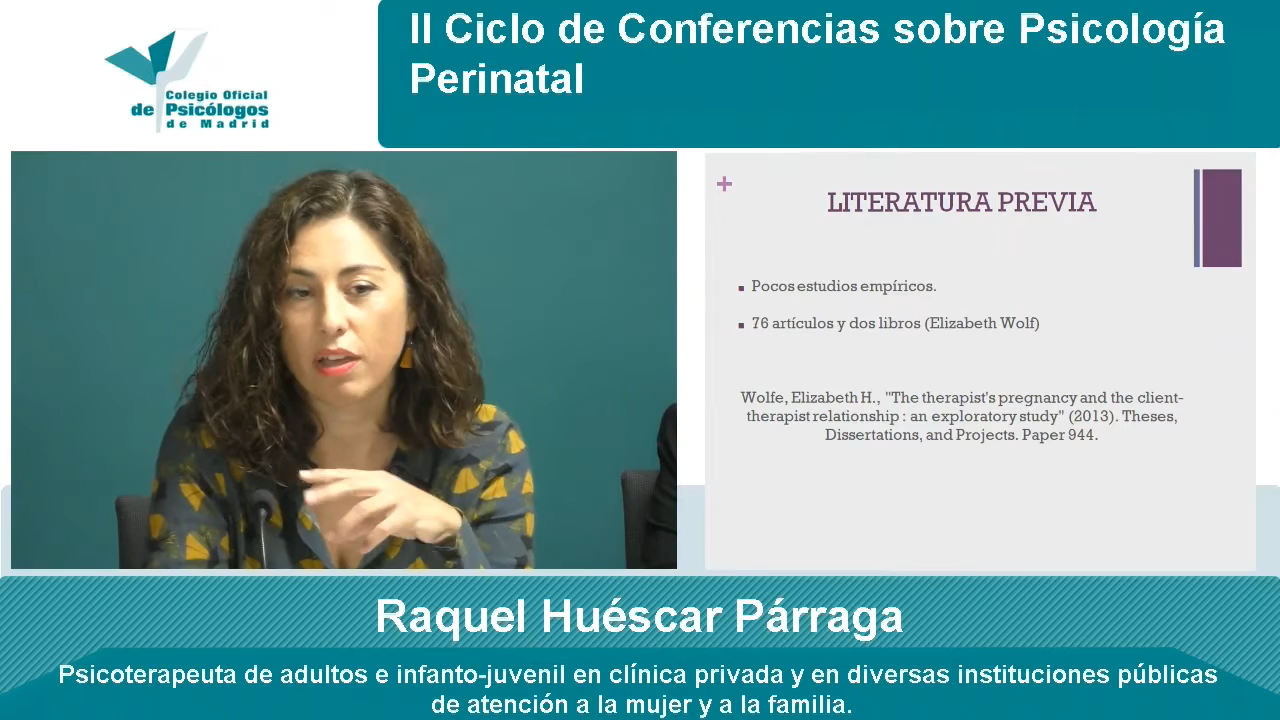 Colegio Oficial
de Psicólogos
de Madrid
II Ciclo de Conferencias sobre Psicología
Perinatal
+
LITERATURA PREVIA
Pocos estudios empíricos.
76 artículos y dos libros (Elizabeth Wolf)
Wolfe, Elizabeth H., "The therapist's pregnancy and the client-
therapist relationship : an exploratory study" (2013). Theses,
Dissertations, and Projects. Paper 944.
Raquel Huéscar Párraga
Psicoterapeuta de adultos e infanto-juvenil en clínica privada y en diversas instituciones públicas
de atención a la mujer y a la familia.